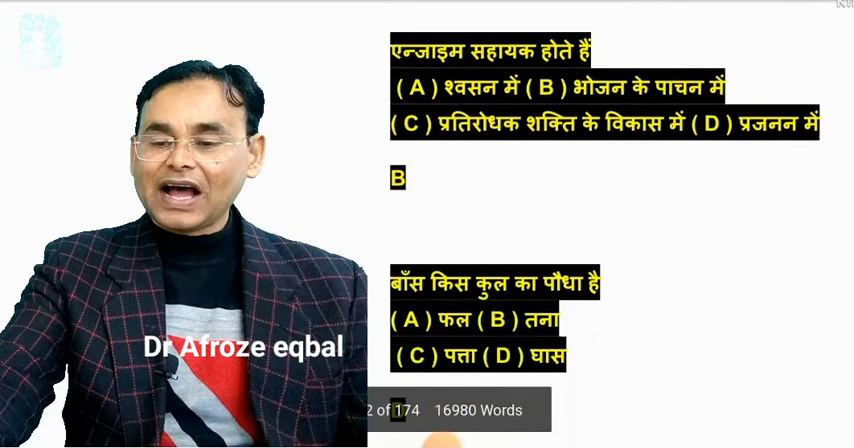 एन्जाइम सहायक होते हैं
( A ) श्वसन में ( B ) भोजन के पाचन में
( C ) प्रतिरोधक शक्ति के विकास में ( D ) प्रजनन में
B
बाँस किस कुल का पौधा है
( A ) फल ( B ) तना
( C ) पत्ता ( D ) घास
Dr Afroze eqbal
2 of 174 16980 Words